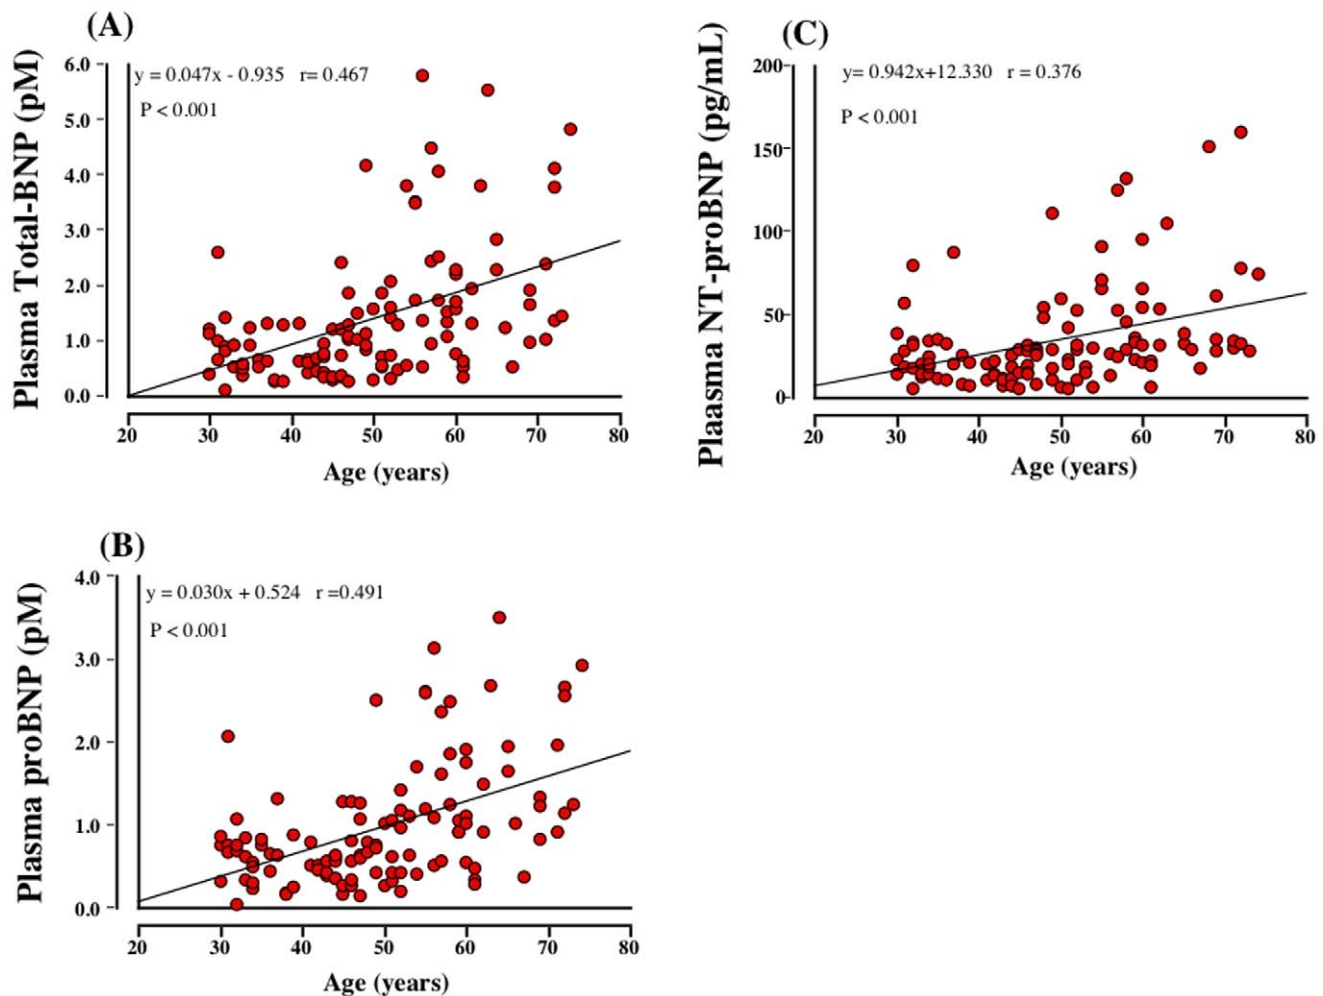 (A)
Plasma Total-BNP (pM)
y = 0.047x - 0.935 r= 0.467
P < 0.001
6.0
5.0
4.0
3.0
2.0
1.0
0.0
20 30 40 50 60 70 80
Age (years)
(C)
Plaasma NT-proBNP (pg/mL)
y= 0.942x+12.330 r = 0.376
P < 0.001
200
150
100
50
0
20 30 40 50 60 70 80
Age (years)
(B)
Plasma proBNP (pM)
y = 0.030x + 0.524 r =0.491
P < 0.001
4.0
3.0
2.0
1.0
0.0
20 30 40 50 60 70 80
Age (years)